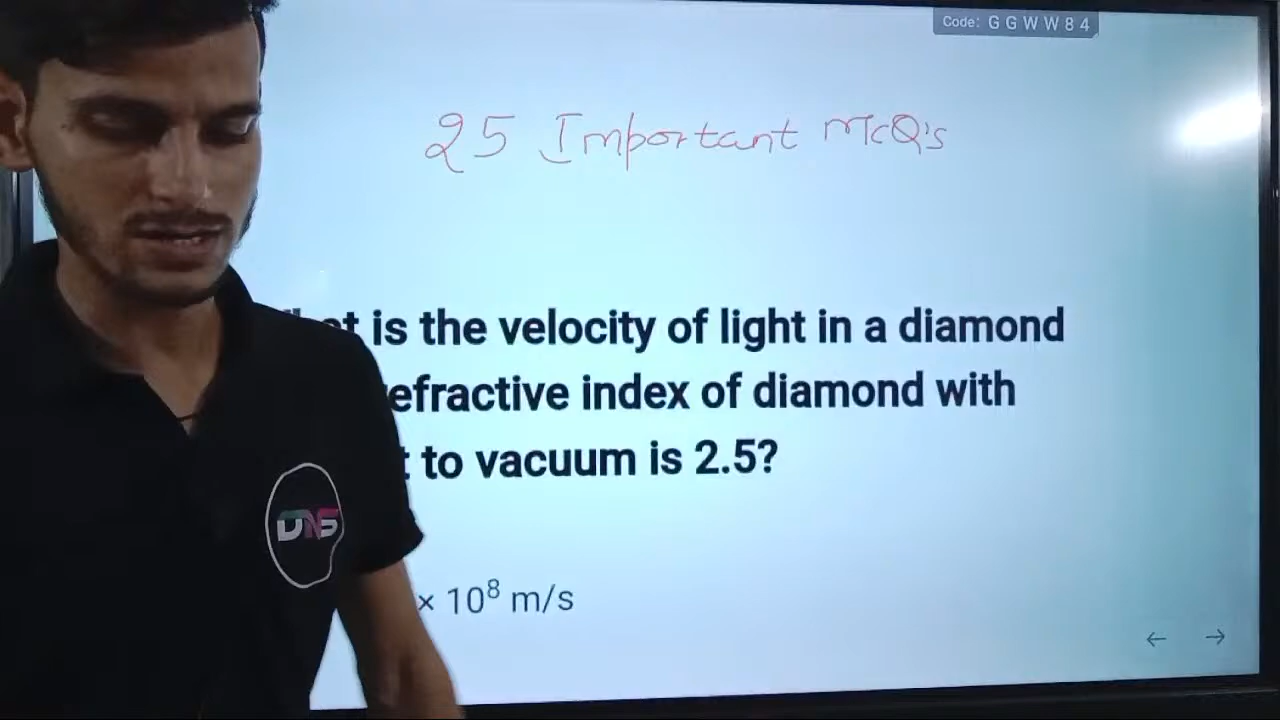 Code: G G W W 8 4
25 Important McQ's
is the velocity of light in a diamond
efractive index of diamond with
to vacuum is 2.5?
× 10⁸ m/s
← →
DNS